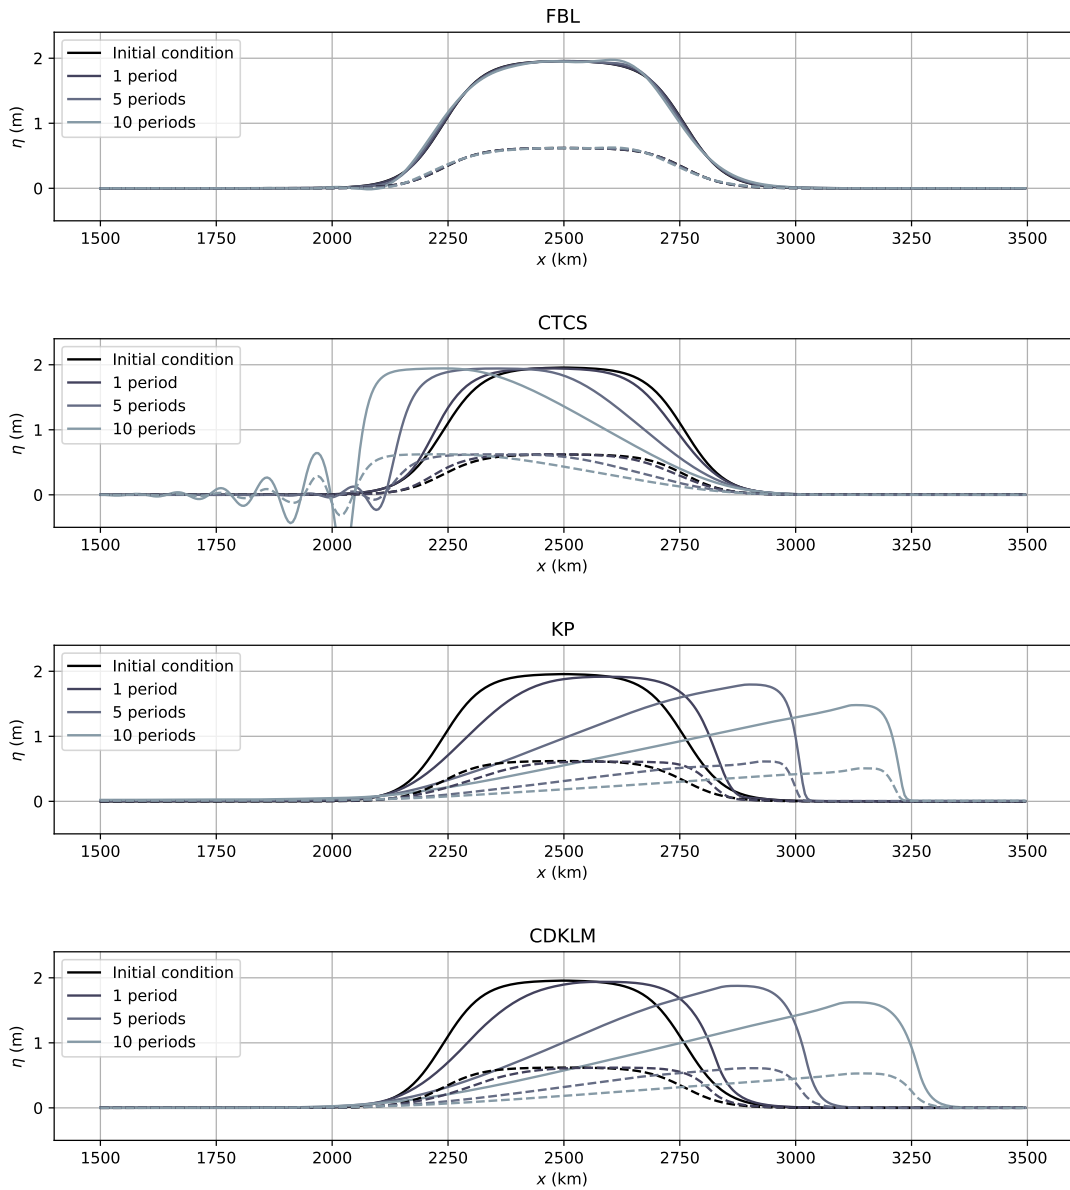 FBL
Initial condition
1 period
5 periods
10 periods
η (m)
2
1
0
1500 1750 2000 2250 2500 2750 3000 3250 3500
x (km)
CTCS
Initial condition
1 period
5 periods
10 periods
η (m)
2
1
0
1500 1750 2000 2250 2500 2750 3000 3250 3500
x (km)
KP
Initial condition
1 period
5 periods
10 periods
η (m)
2
1
0
1500 1750 2000 2250 2500 2750 3000 3250 3500
x (km)
CDKLM
Initial condition
1 period
5 periods
10 periods
η (m)
2
1
0
1500 1750 2000 2250 2500 2750 3000 3250 3500
x (km)